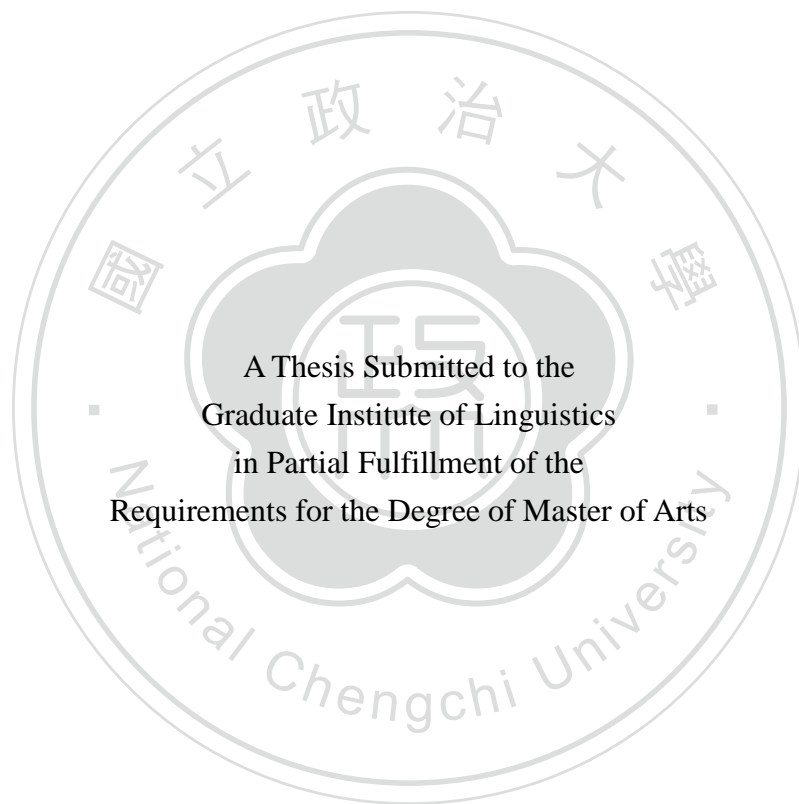 國立政治大學
A Thesis Submitted to the
Graduate Institute of Linguistics
in Partial Fulfillment of the
Requirements for the Degree of Master of Arts
National Chengchi University
政